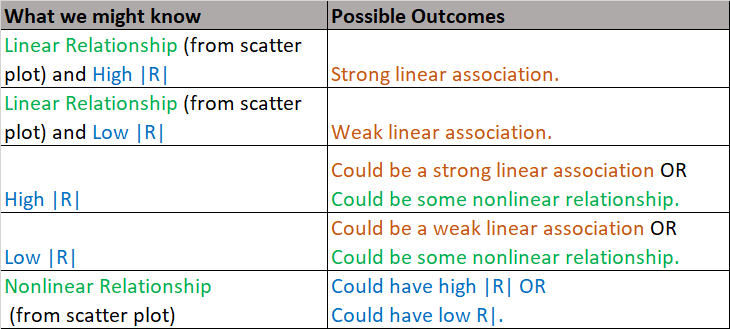 What we might know
Possible Outcomes
Linear Relationship (from scatter
plot) and High |R|
Strong linear association.
Linear Relationship (from scatter
plot) and Low |R|
Weak linear association.
High |R|
Could be a strong linear association OR
Could be some nonlinear relationship.
Low |R|
Could be a weak linear association OR
Could be some nonlinear relationship.
Nonlinear Relationship
(from scatter plot)
Could have high |R| OR
Could have low R|.